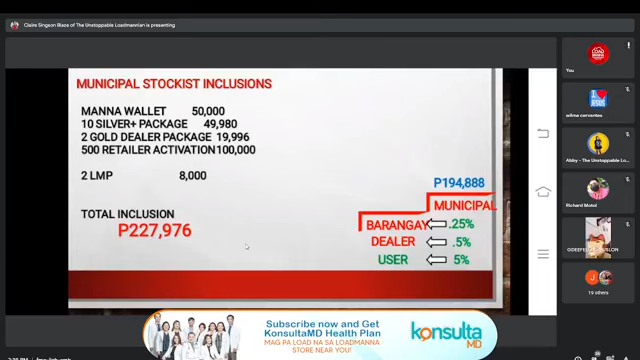 Claire Singson Blaze of The Unstoppable Loadmannian is presenting
MUNICIPAL STOCKIST INCLUSIONS
MANNA WALLET 50,000
10 SILVER+ PACKAGE 49,980
2 GOLD DEALER PACKAGE 19,996
500 RETAILER ACTIVATION 100,000
2 LMP 8,000
TOTAL INCLUSION
P227,976
P194,888
MUNICIPAL
BARANGAY .25%
DEALER .5%
USER 5%
You
wilma cervantes
Abby - The Unstoppable Loa...
Richard Motol
J
19 others
Subscribe now and Get
KonsultaMD Health Plan
MAG PA LOAD NA SA LOADMANNA
STORE NEAR YOU!
konsulta
MD